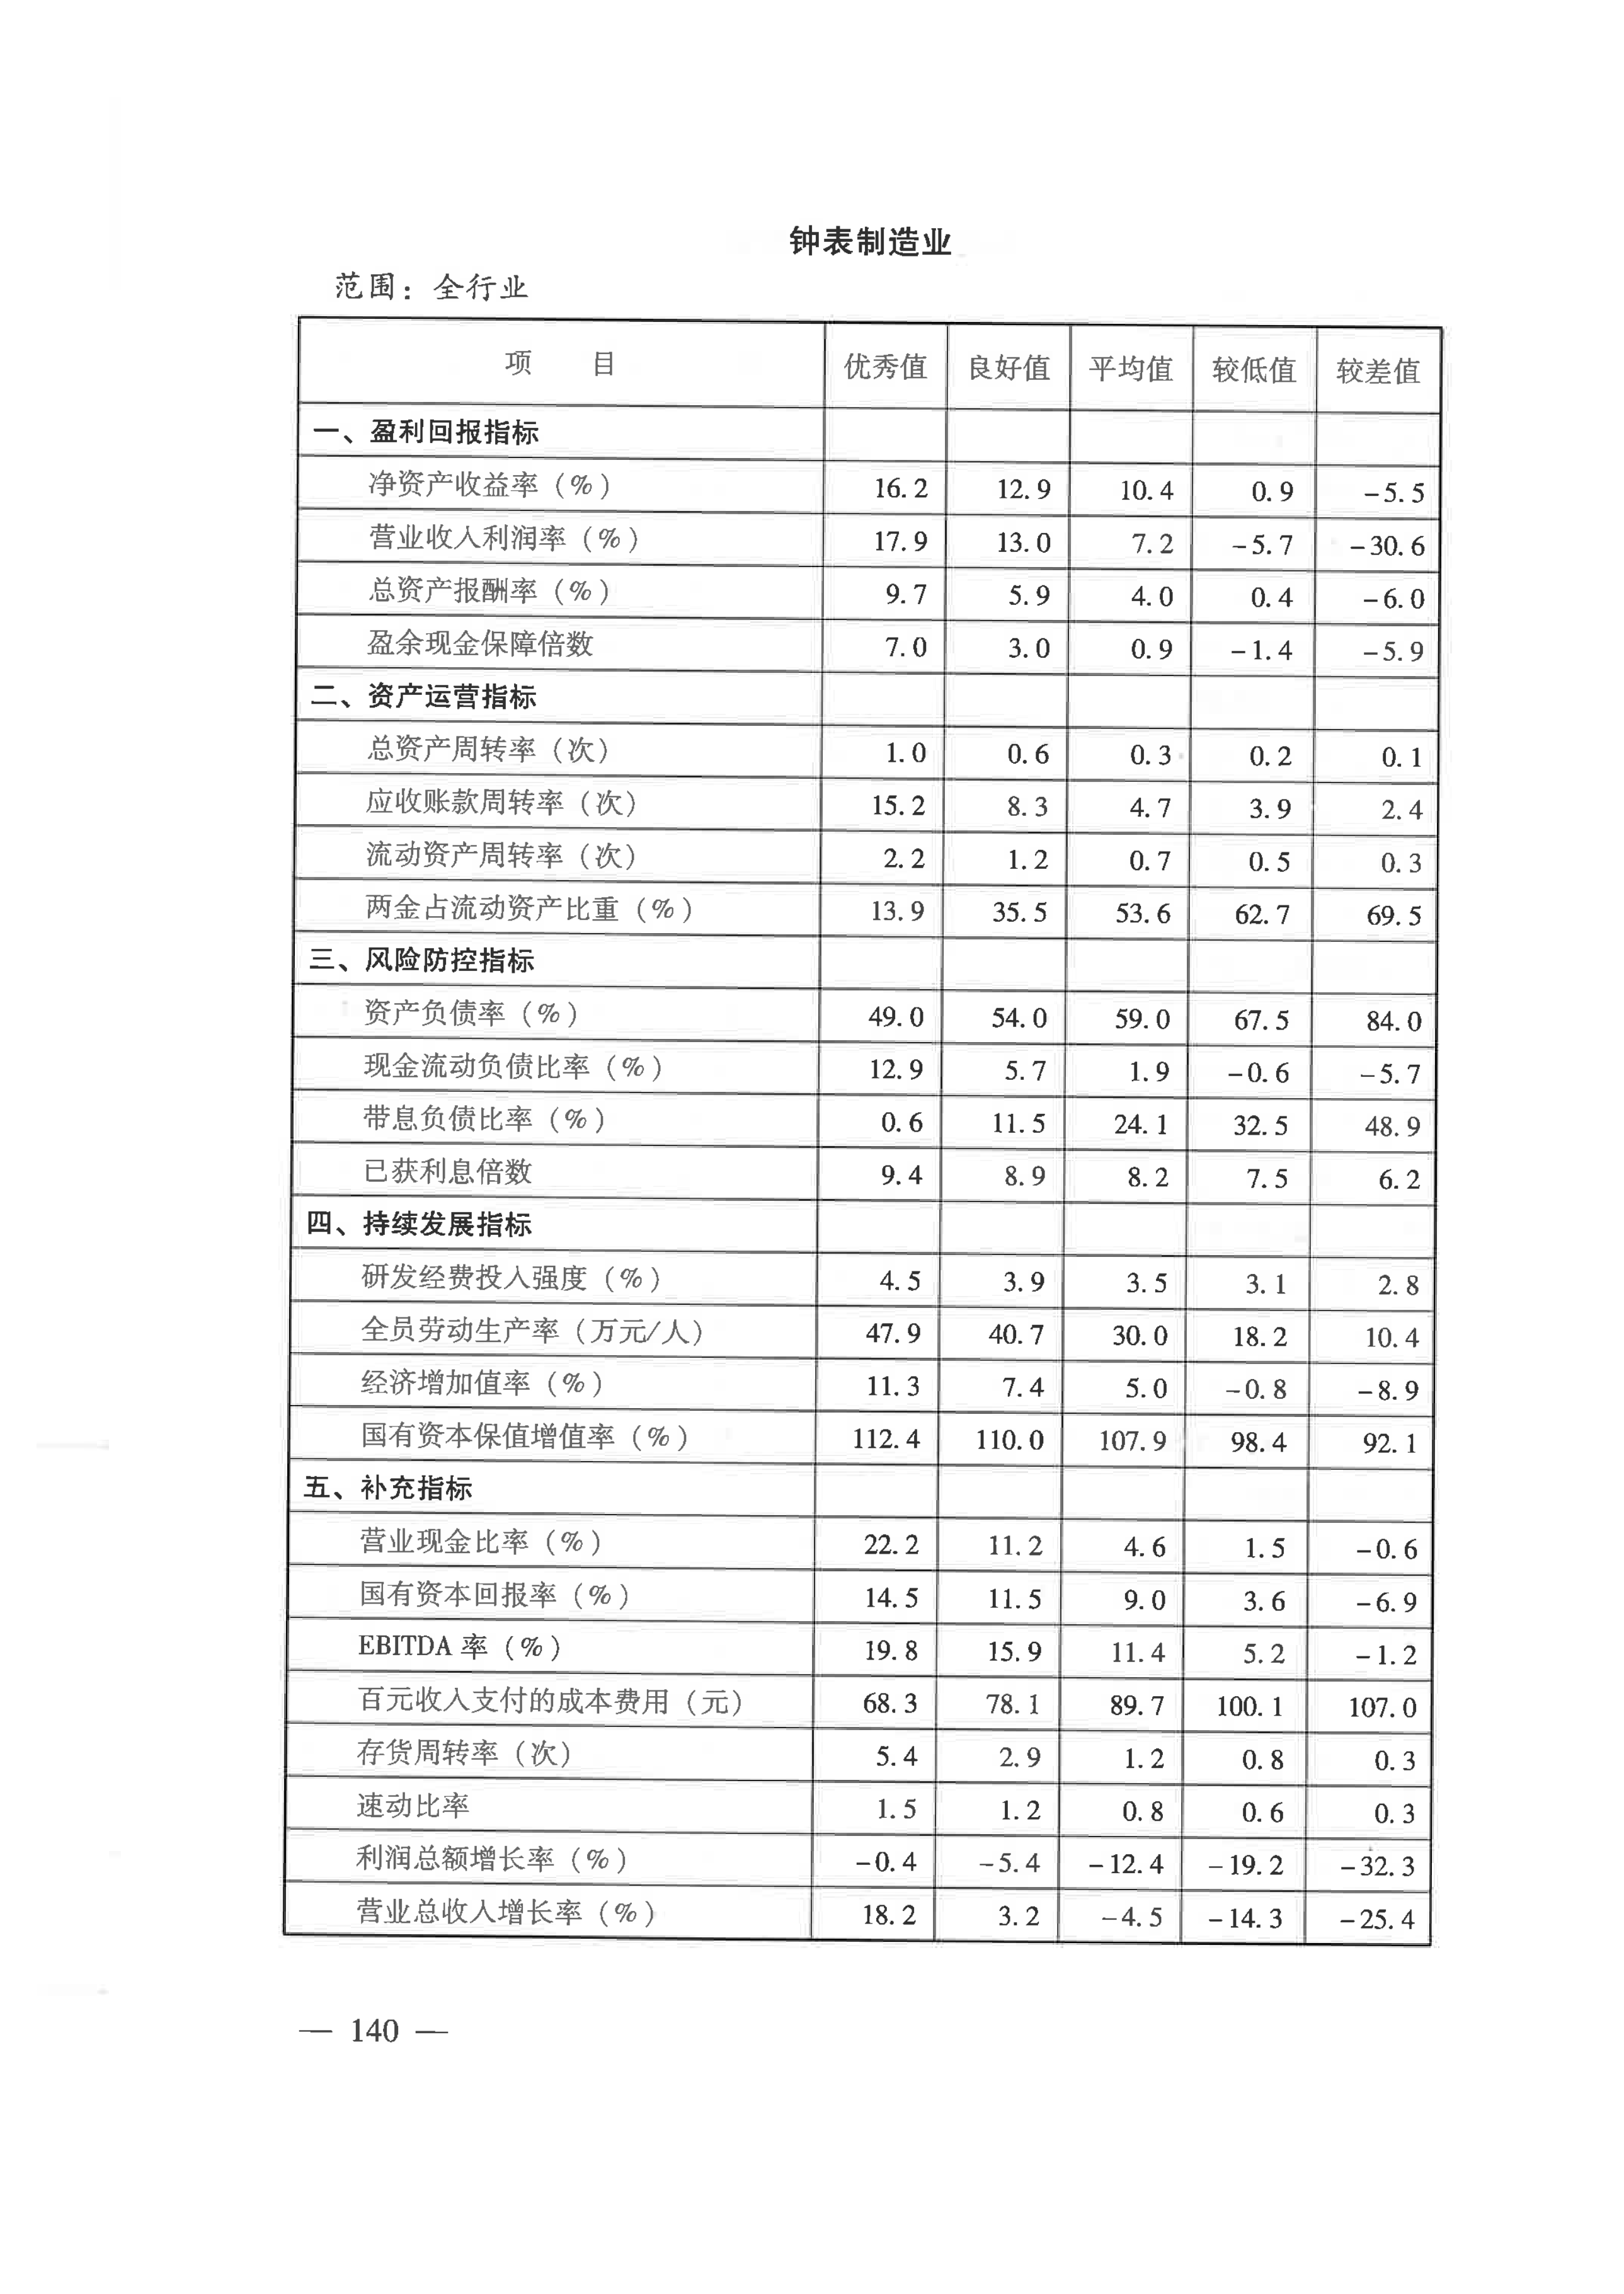 钟表制造业
范围：全行业
项 目 优秀值 良好值 平均值 较低值 较差值
一、盈利回报指标
净资产收益率（%） 16.2 12.9 10.4 0.9 -5.5
营业收入利润率（%） 17.9 13.0 7.2 -5.7 -30.6
总资产报酬率（%） 9.7 5.9 4.0 0.4 -6.0
盈余现金保障倍数 7.0 3.0 0.9 -1.4 -5.9
二、资产运营指标
总资产周转率（次） 1.0 0.6 0.3 0.2 0.1
应收账款周转率（次） 15.2 8.3 4.7 3.9 2.4
流动资产周转率（次） 2.2 1.2 0.7 0.5 0.3
两金占流动资产比重（%） 13.9 35.5 53.6 62.7 69.5
三、风险防控指标
资产负债率（%） 49.0 54.0 59.0 67.5 84.0
现金流动负债比率（%） 12.9 5.7 1.9 -0.6 -5.7
带息负债比率（%） 0.6 11.5 24.1 32.5 48.9
已获利息倍数 9.4 8.9 8.2 7.5 6.2
四、持续发展指标
研发经费投入强度（%） 4.5 3.9 3.5 3.1 2.8
全员劳动生产率（万元/人） 47.9 40.7 30.0 18.2 10.4
经济增加值率（%） 11.3 7.4 5.0 -0.8 -8.9
国有资本保值增值率（%） 112.4 110.0 107.9 98.4 92.1
五、补充指标
营业现金比率（%） 22.2 11.2 4.6 1.5 -0.6
国有资本回报率（%） 14.5 11.5 9.0 3.6 -6.9
EBITDA 率（%） 19.8 15.9 11.4 5.2 -1.2
百元收入支付的成本费用（元） 68.3 78.1 89.7 100.1 107.0
存货周转率（次） 5.4 2.9 1.2 0.8 0.3
速动比率 1.5 1.2 0.8 0.6 0.3
利润总额增长率（%） -0.4 -5.4 -12.4 -19.2 -32.3
营业总收入增长率（%） 18.2 3.2 -4.5 -14.3 -25.4
— 140 —